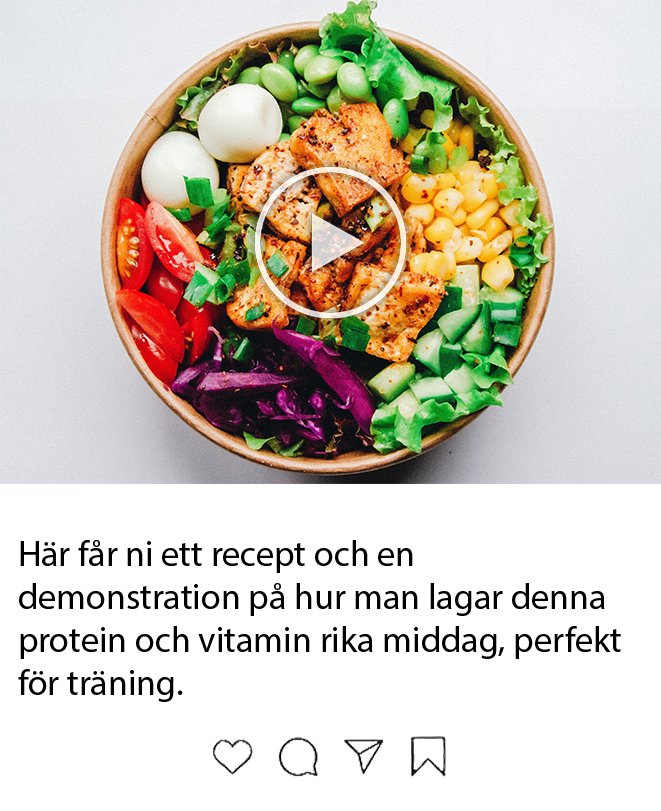 Här får ni ett recept och en
demonstration på hur man lagar denna
protein och vitamin rika middag, perfekt
för träning.